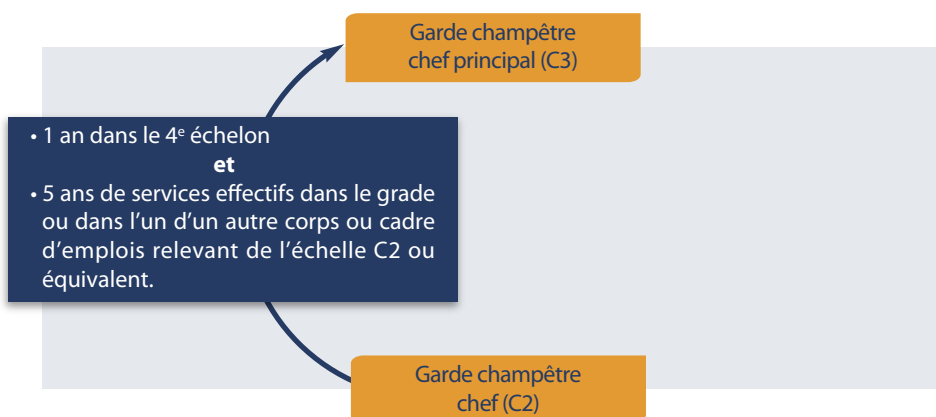 Garde champêtre
chef principal (C3)
• 1 an dans le 4e échelon
et
• 5 ans de services effectifs dans le grade
ou dans l'un d'un autre corps ou cadre
d'emplois relevant de l'échelle C2 ou
équivalent.
Garde champêtre
chef (C2)